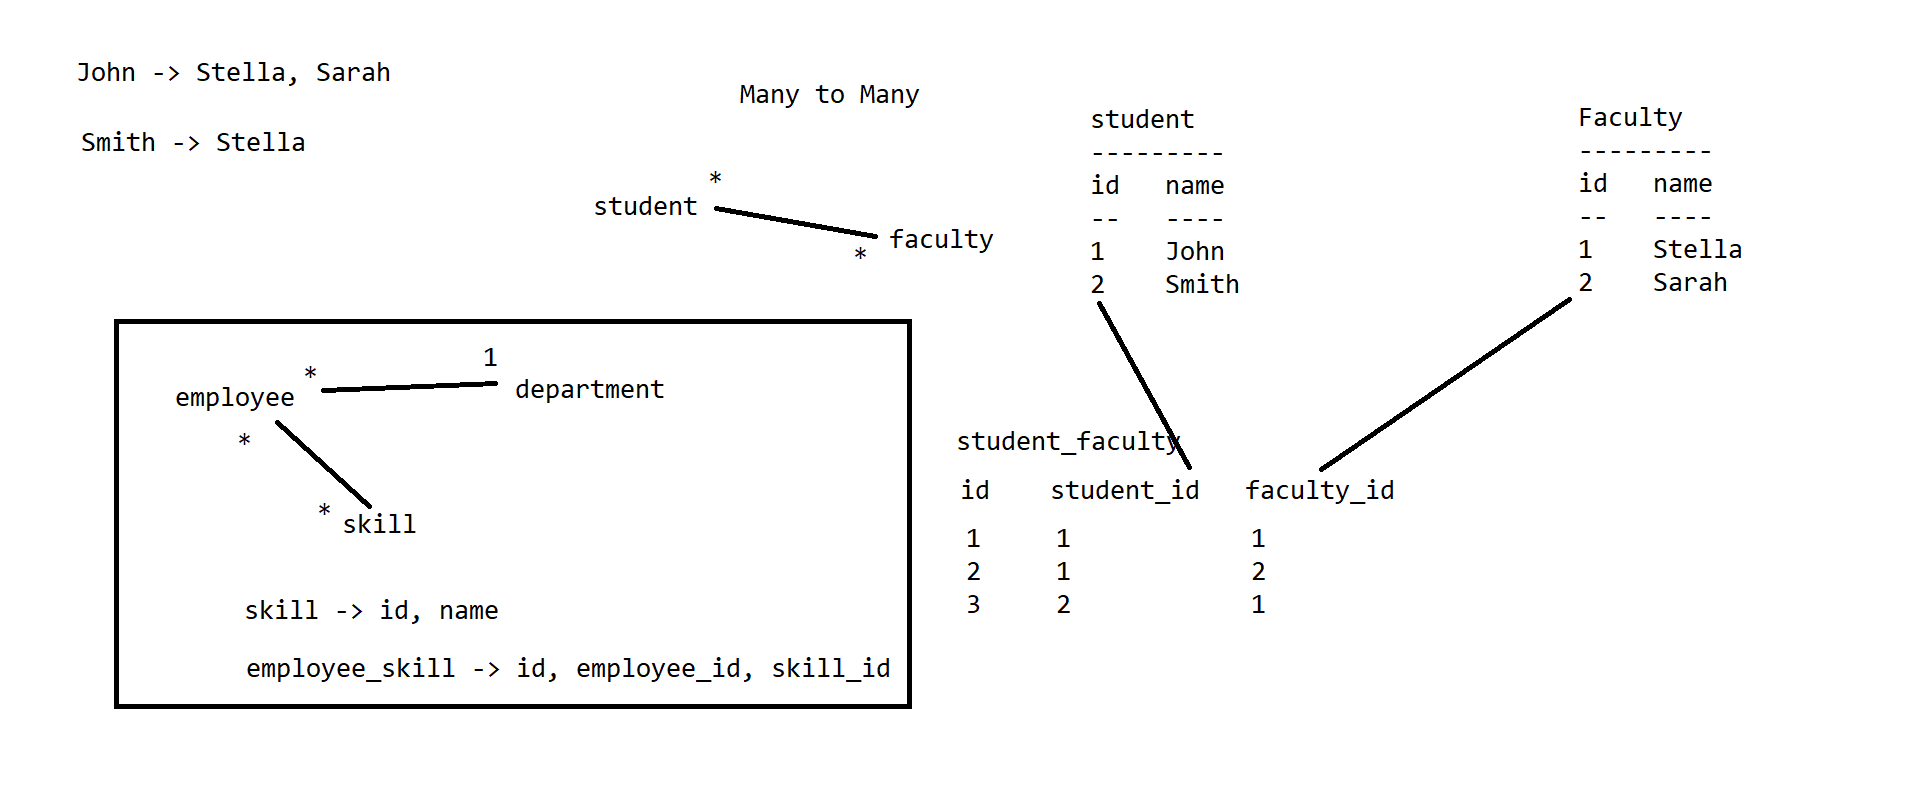 John -> Stella, Sarah
Smith -> Stella
Many to Many
*
student
faculty
*
student
---------
id   name
--   ----
1    John
2    Smith
Faculty
---------
id   name
--   ----
1    Stella
2    Sarah
1
*
employee
department
*
*
skill
skill -> id, name
employee_skill -> id, employee_id, skill_id
student_faculty
id    student_id   faculty_id
1     1            1
2     1            2
3     2            1